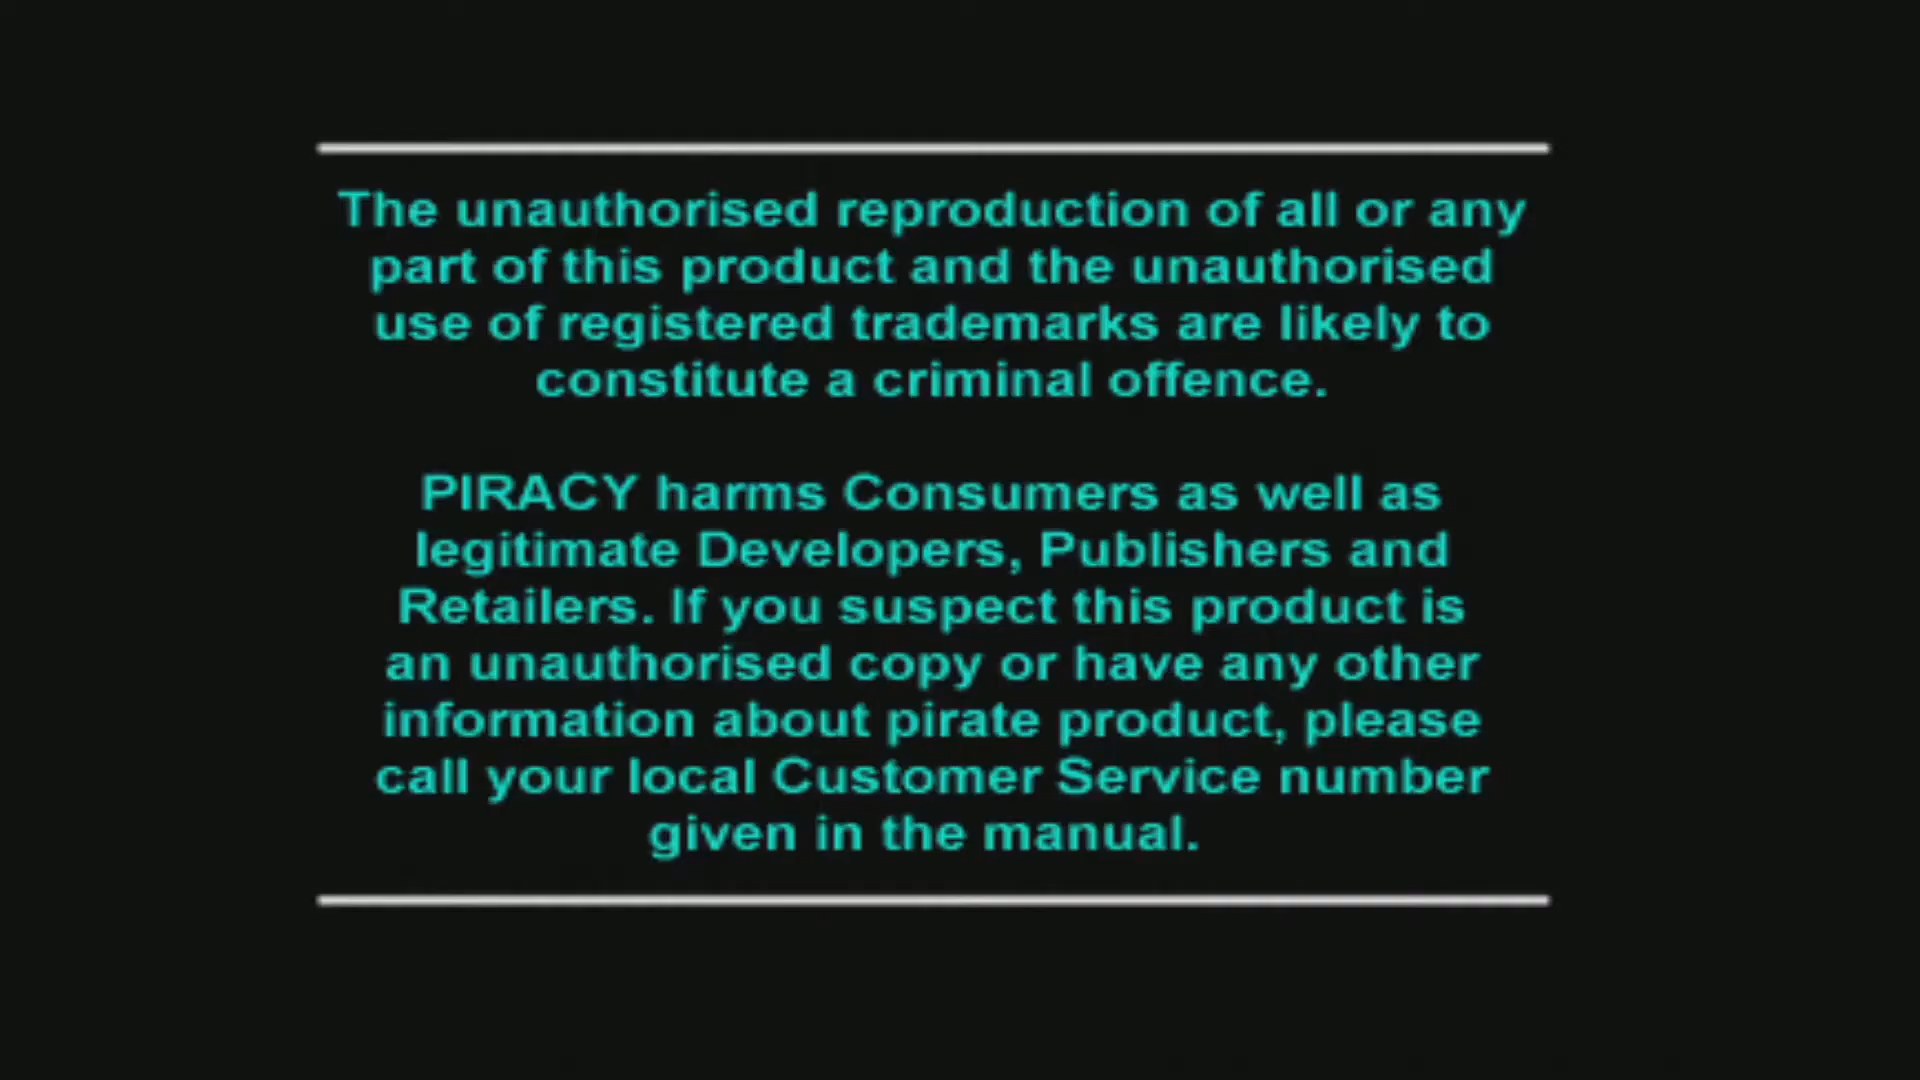 The unauthorised reproduction of all or any
part of this product and the unauthorised
use of registered trademarks are likely to
constitute a criminal offence.
PIRACY harms Consumers as well as
legitimate Developers, Publishers and
Retailers. If you suspect this product is
an unauthorised copy or have any other
information about pirate product, please
call your local Customer Service number
given in the manual.